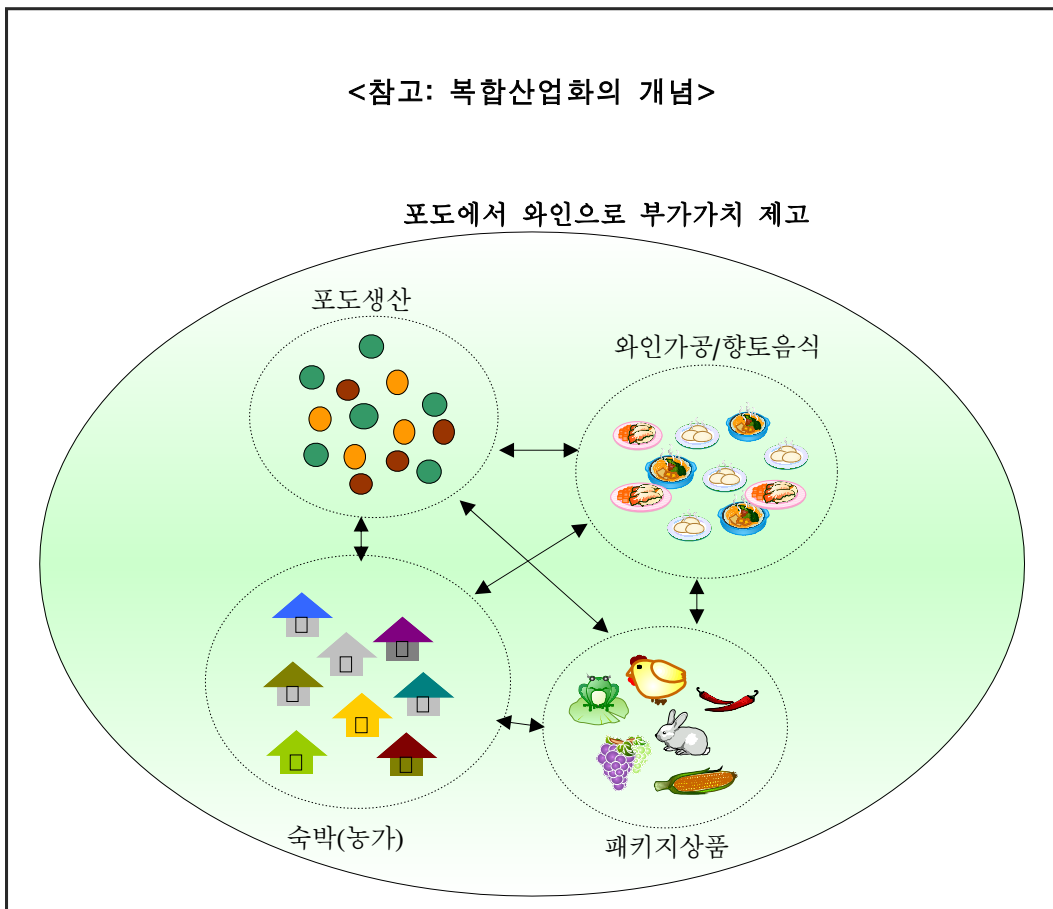 <참고: 복합산업화의 개념>
포도에서 와인으로 부가가치 제고
포도생산
와인가공/향토음식
숙박(농가)
패키지상품